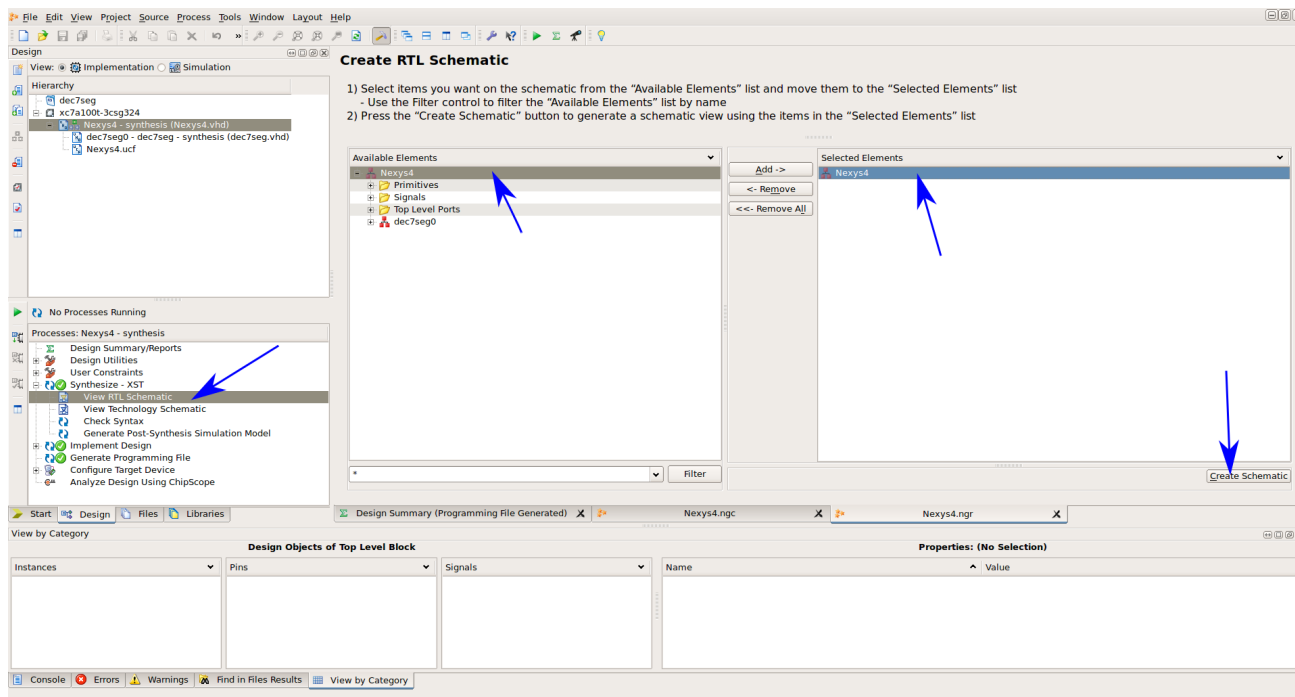 File Edit View Project Source Process Tools Window Layout Help
Design
View: Implementation Simulation
Hierarchy
dec7seg
xc7a100t-3csg324
Nexys4 - synthesis (Nexys4.vhd)
dec7seg0 - dec7seg - synthesis (dec7seg.vhd)
Nexys4.ucf
No Processes Running
Processes: Nexys4 - synthesis
Design Summary/Reports
Design Utilities
User Constraints
Synthesize - XST
View RTL Schematic
View Technology Schematic
Check Syntax
Generate Post-Synthesis Simulation Model
Implement Design
Generate Programming File
Configure Target Device
Analyze Design Using ChipScope
Start Design Files Libraries
Create RTL Schematic
1) Select items you want on the schematic from the “Available Elements” list and move them to the “Selected Elements” list
- Use the Filter control to filter the “Available Elements” list by name
2) Press the “Create Schematic” button to generate a schematic view using the items in the “Selected Elements” list
Available Elements
Nexys4
Primitives
Signals
Top Level Ports
dec7seg0
* Filter
Add ->
<- Remove
<<- Remove All
Selected Elements
Nexys4
Create Schematic
Design Summary (Programming File Generated) Nexys4.ngc Nexys4.ngr
View by Category
Design Objects of Top Level Block Properties: (No Selection)
Instances Pins Signals Name Value
Console Errors Warnings Find in Files Results View by Category